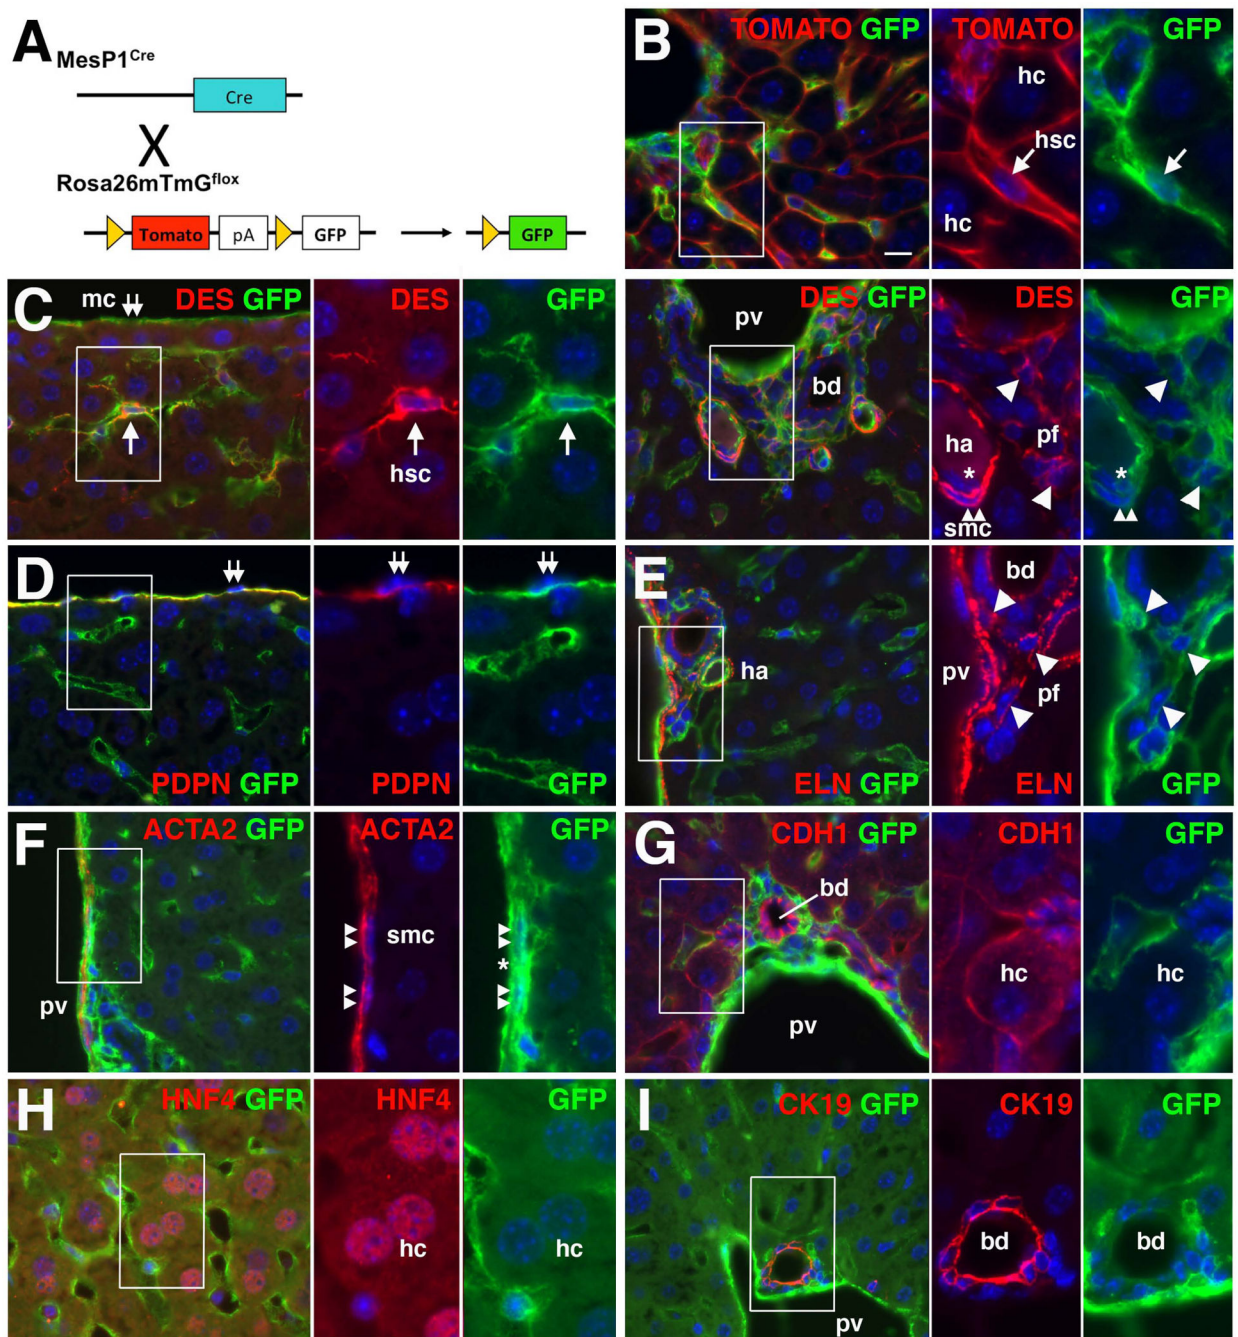 A
MesP1Cre
Cre
X
Rosa26mTmGflox
Tomato pA GFP GFP
B TOMATO GFP TOMATO GFP
hc
hsc
hc
C mc DES GFP DES GFP
hsc
DES GFP DES GFP
pv
bd
ha pf
* *
smc
D
PDPN GFP PDPN GFP
E bd
ha pv pf
ELN GFP ELN GFP
F ACTA2 GFP ACTA2 GFP
smc
*
pv
G CDH1 GFP CDH1 GFP
bd
hc hc
pv
H HNF4 GFP HNF4 GFP
hc hc
I CK19 GFP CK19 GFP
bd bd
pv